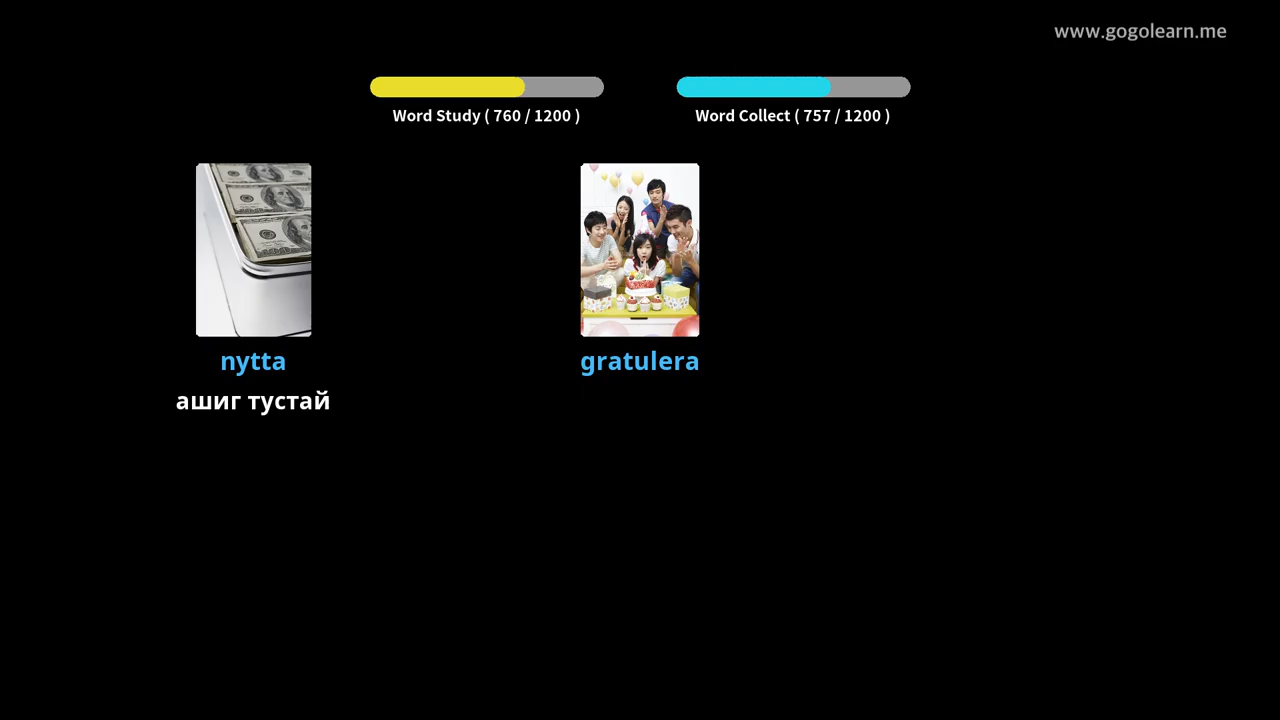 www.gogolearn.me
Word Study ( 760 / 1200 )
Word Collect ( 757 / 1200 )
nytta
gratulera
ашиг тустай